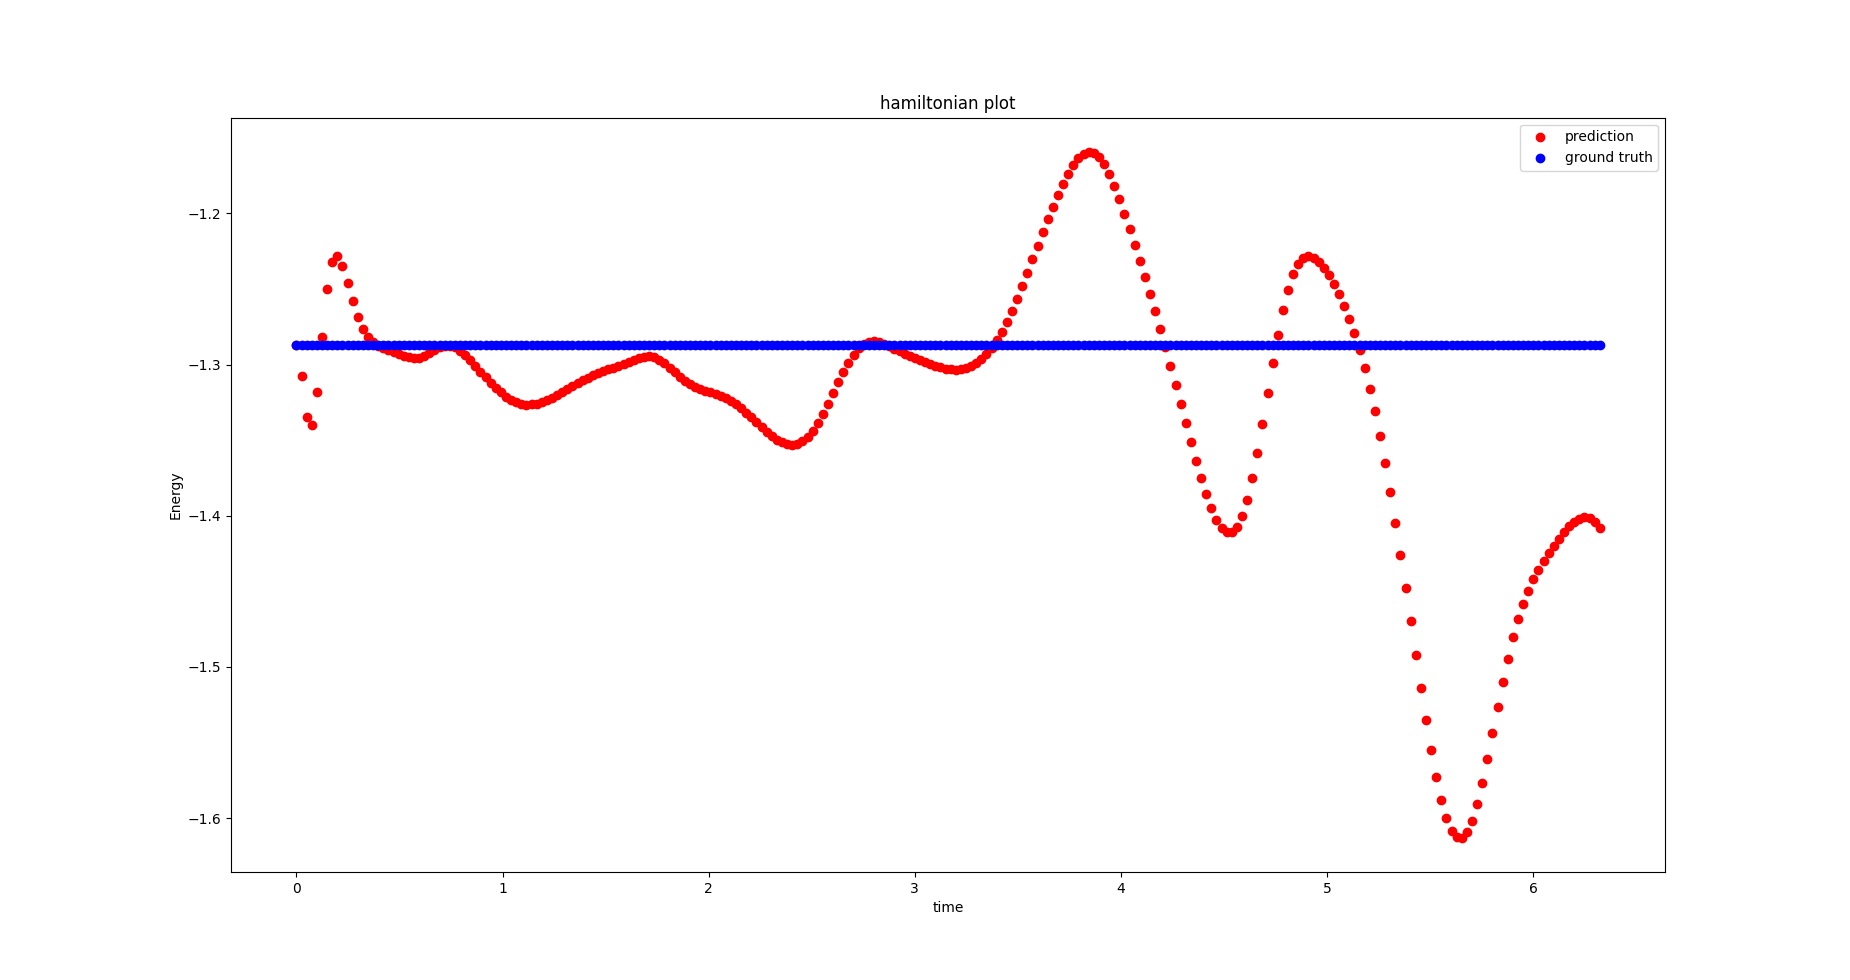 hamiltonian plot
prediction
ground truth
Energy
−1.2
−1.3
−1.4
−1.5
−1.6
0 1 2 3 4 5 6
time